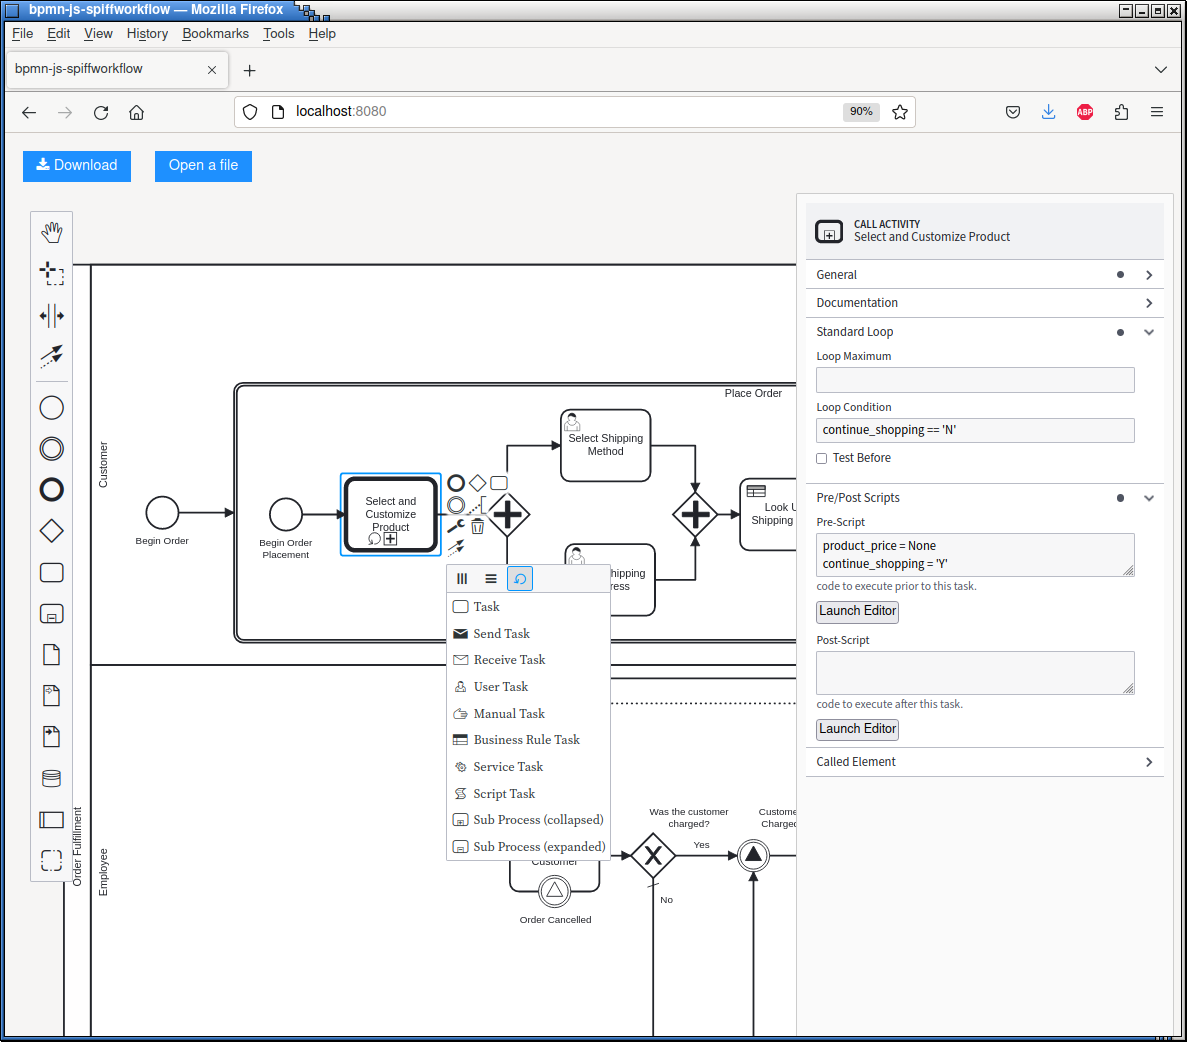 bpmn-js-spiffworkflow — Mozilla Firefox
File Edit View History Bookmarks Tools Help
bpmn-js-spiffworkflow
localhost:8080
90%
ABP
Download
Open a file
CALL ACTIVITY
Select and Customize Product
General
Documentation
Standard Loop
Loop Maximum
Loop Condition
continue_shopping == 'N'
Test Before
Pre/Post Scripts
Pre-Script
product_price = None
continue_shopping = 'Y'
code to execute prior to this task.
Launch Editor
Post-Script
code to execute after this task.
Launch Editor
Called Element
Customer
Place Order
Begin Order
Begin Order
Placement
Select and
Customize
Product
Select Shipping
Method
Look U
Shipping
hipping
ress
Task
Send Task
Receive Task
User Task
Manual Task
Business Rule Task
Service Task
Script Task
Sub Process (collapsed)
Sub Process (expanded)
Order Fulfillment
Employee
Customer
Order Cancelled
Was the customer
charged?
Yes
No
Custome
Charged